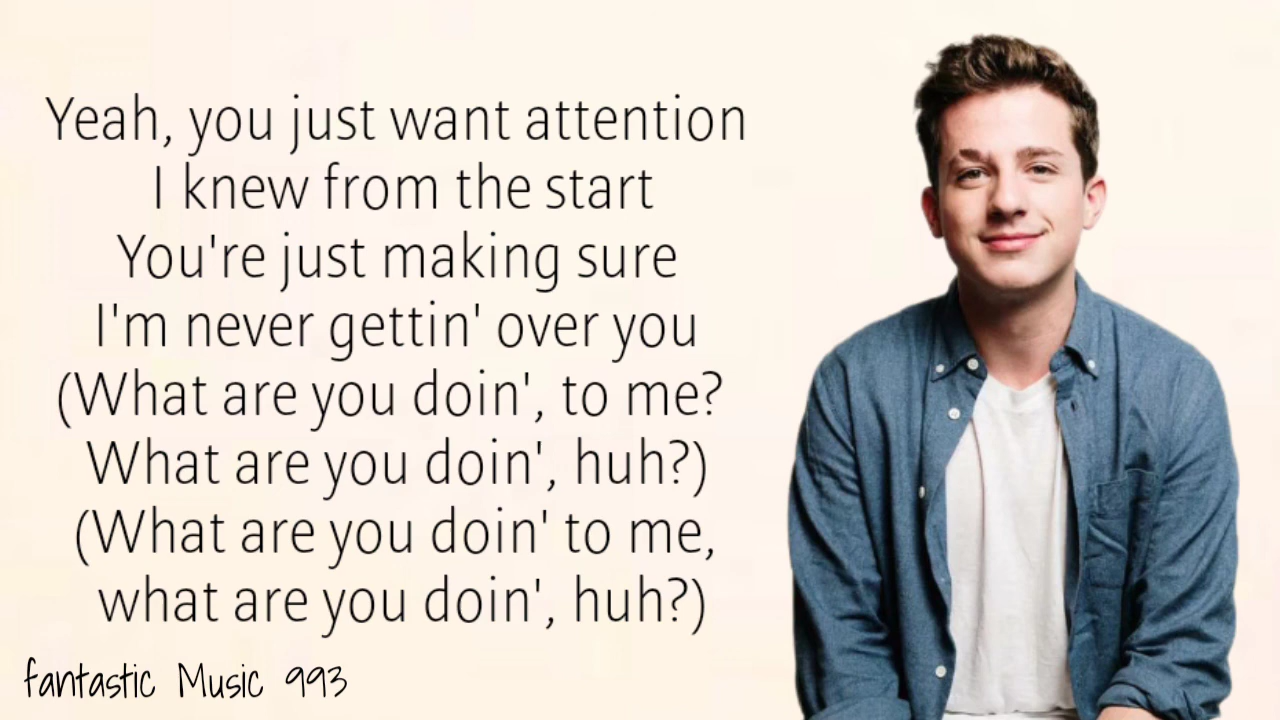 Yeah, you just want attention
I knew from the start
You're just making sure
I'm never gettin' over you
(What are you doin', to me?
What are you doin', huh?)
(What are you doin' to me,
what are you doin', huh?)
fantastic Music 993